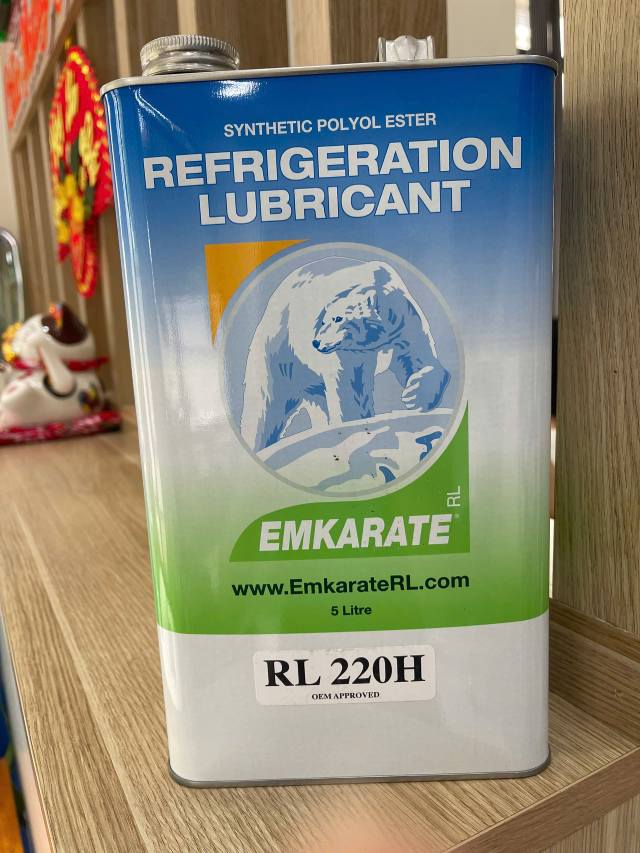 SYNTHETIC POLYOL ESTER
REFRIGERATION
LUBRICANT
EMKARATE RL
www.EmkarateRL.com
5 Litre
RL 220H
OEM APPROVED